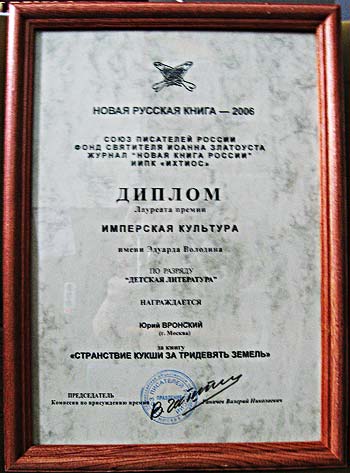 НОВАЯ РУССКАЯ КНИГА — 2006
СОЮЗ ПИСАТЕЛЕЙ РОССИИ
ФОНД СВЯТИТЕЛЯ ИОАННА ЗЛАТОУСТА
ЖУРНАЛ "НОВАЯ КНИГА РОССИИ"
ИИПК «ИХТИОС»
ДИПЛОМ
Лауреата премии
ИМПЕРСКАЯ КУЛЬТУРА
имени Эдуарда Володина
ПО РАЗРЯДУ
"ДЕТСКАЯ ЛИТЕРАТУРА"
НАГРАЖДАЕТСЯ
Юрий ВРОНСКИЙ
(г. Москва)
за книгу
«СТРАНСТВИЕ КУКШИ ЗА ТРИДЕВЯТЬ ЗЕМЕЛЬ»
ПРЕДСЕДАТЕЛЬ
Комиссии по присуждению премии Ганичев Валерий Николаевич